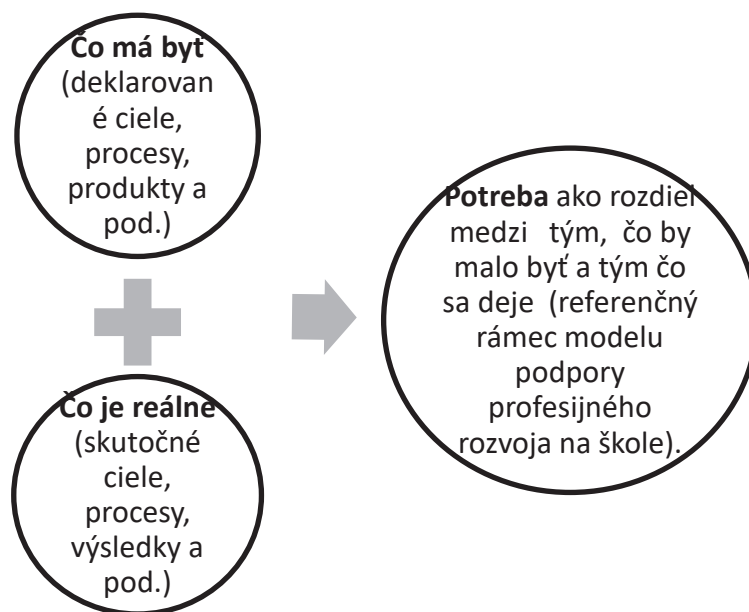 Čo má byť
(deklarovan
é ciele,
procesy,
produkty a
pod.)
Čo je reálne
(skutočné
ciele,
procesy,
výsledky a
pod.)
Potreba ako rozdiel
medzi tým, čo by
malo byť a tým čo
sa deje (referenčný
rámec modelu
podpory
profesijného
rozvoja na škole).